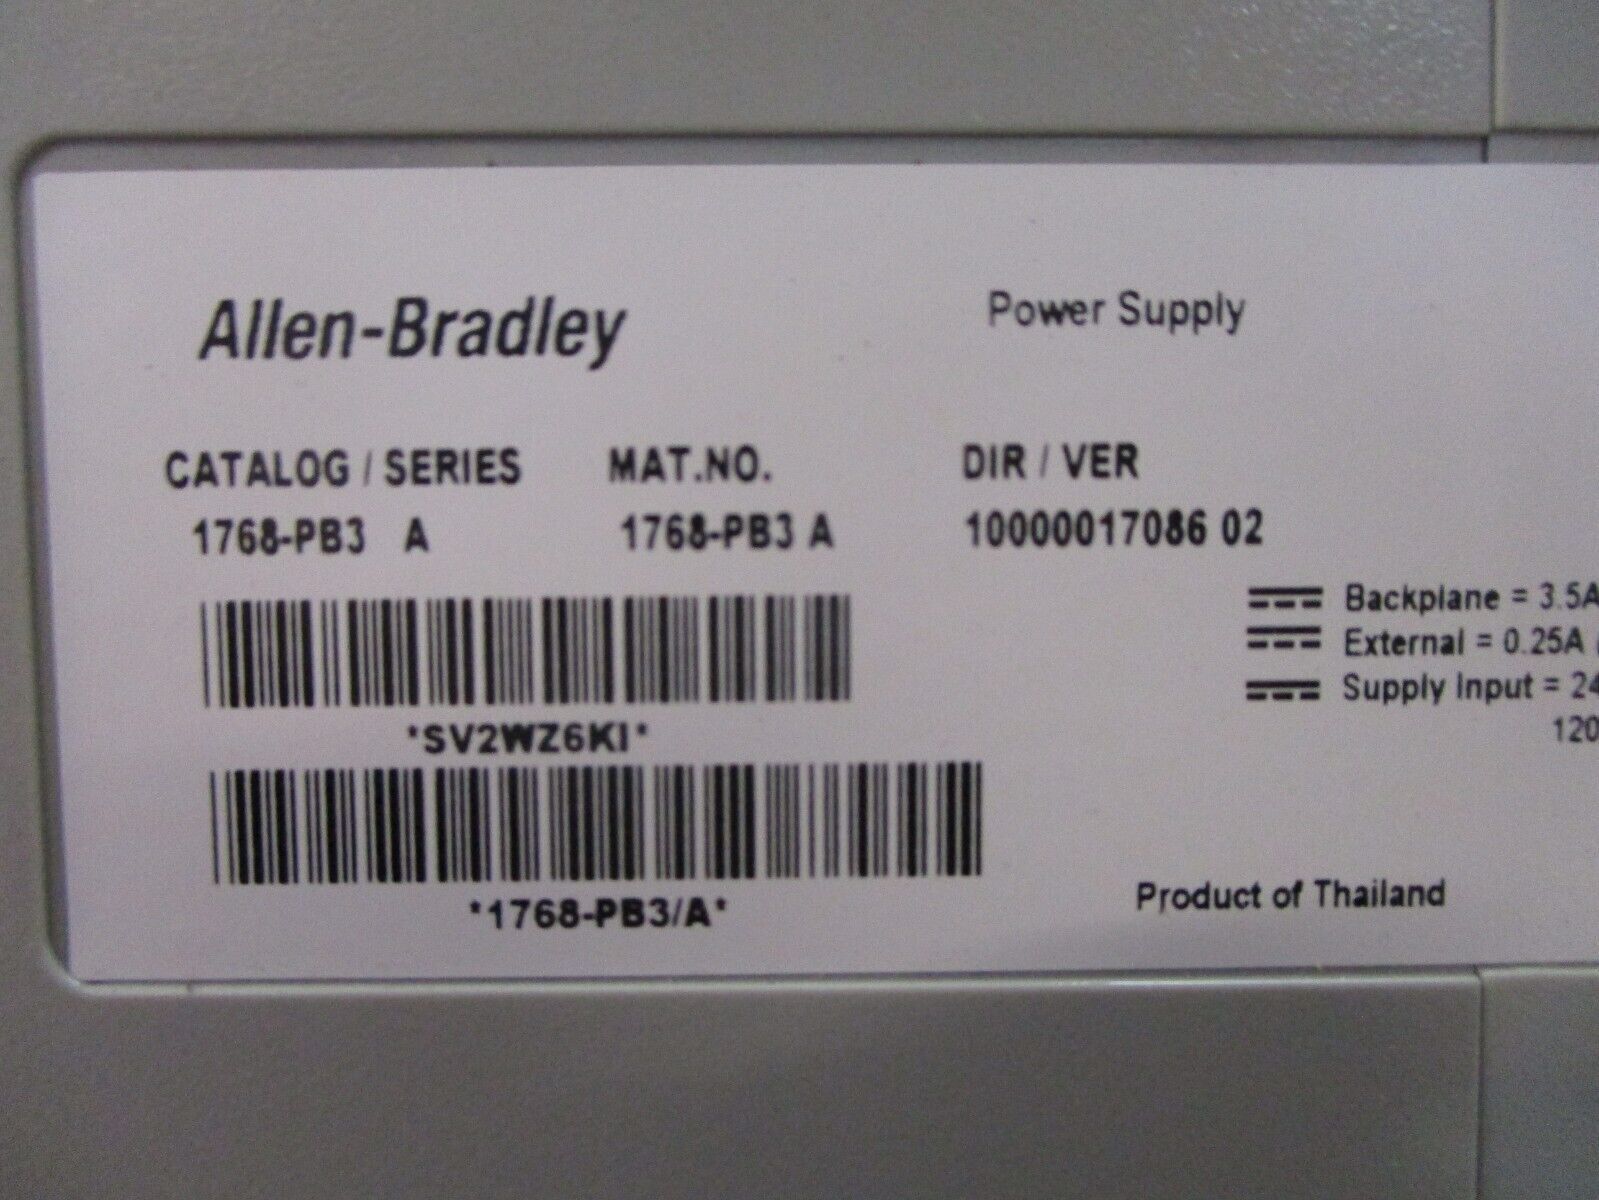 Allen-Bradley
Power Supply
CATALOG / SERIES MAT.NO. DIR / VER
1768-PB3 A 1768-PB3 A 10000017086 02
Backplane = 3.5A
External = 0.25A
Supply Input = 24
120
*SV2WZ6KI*
*1768-PB3/A*
Product of Thailand